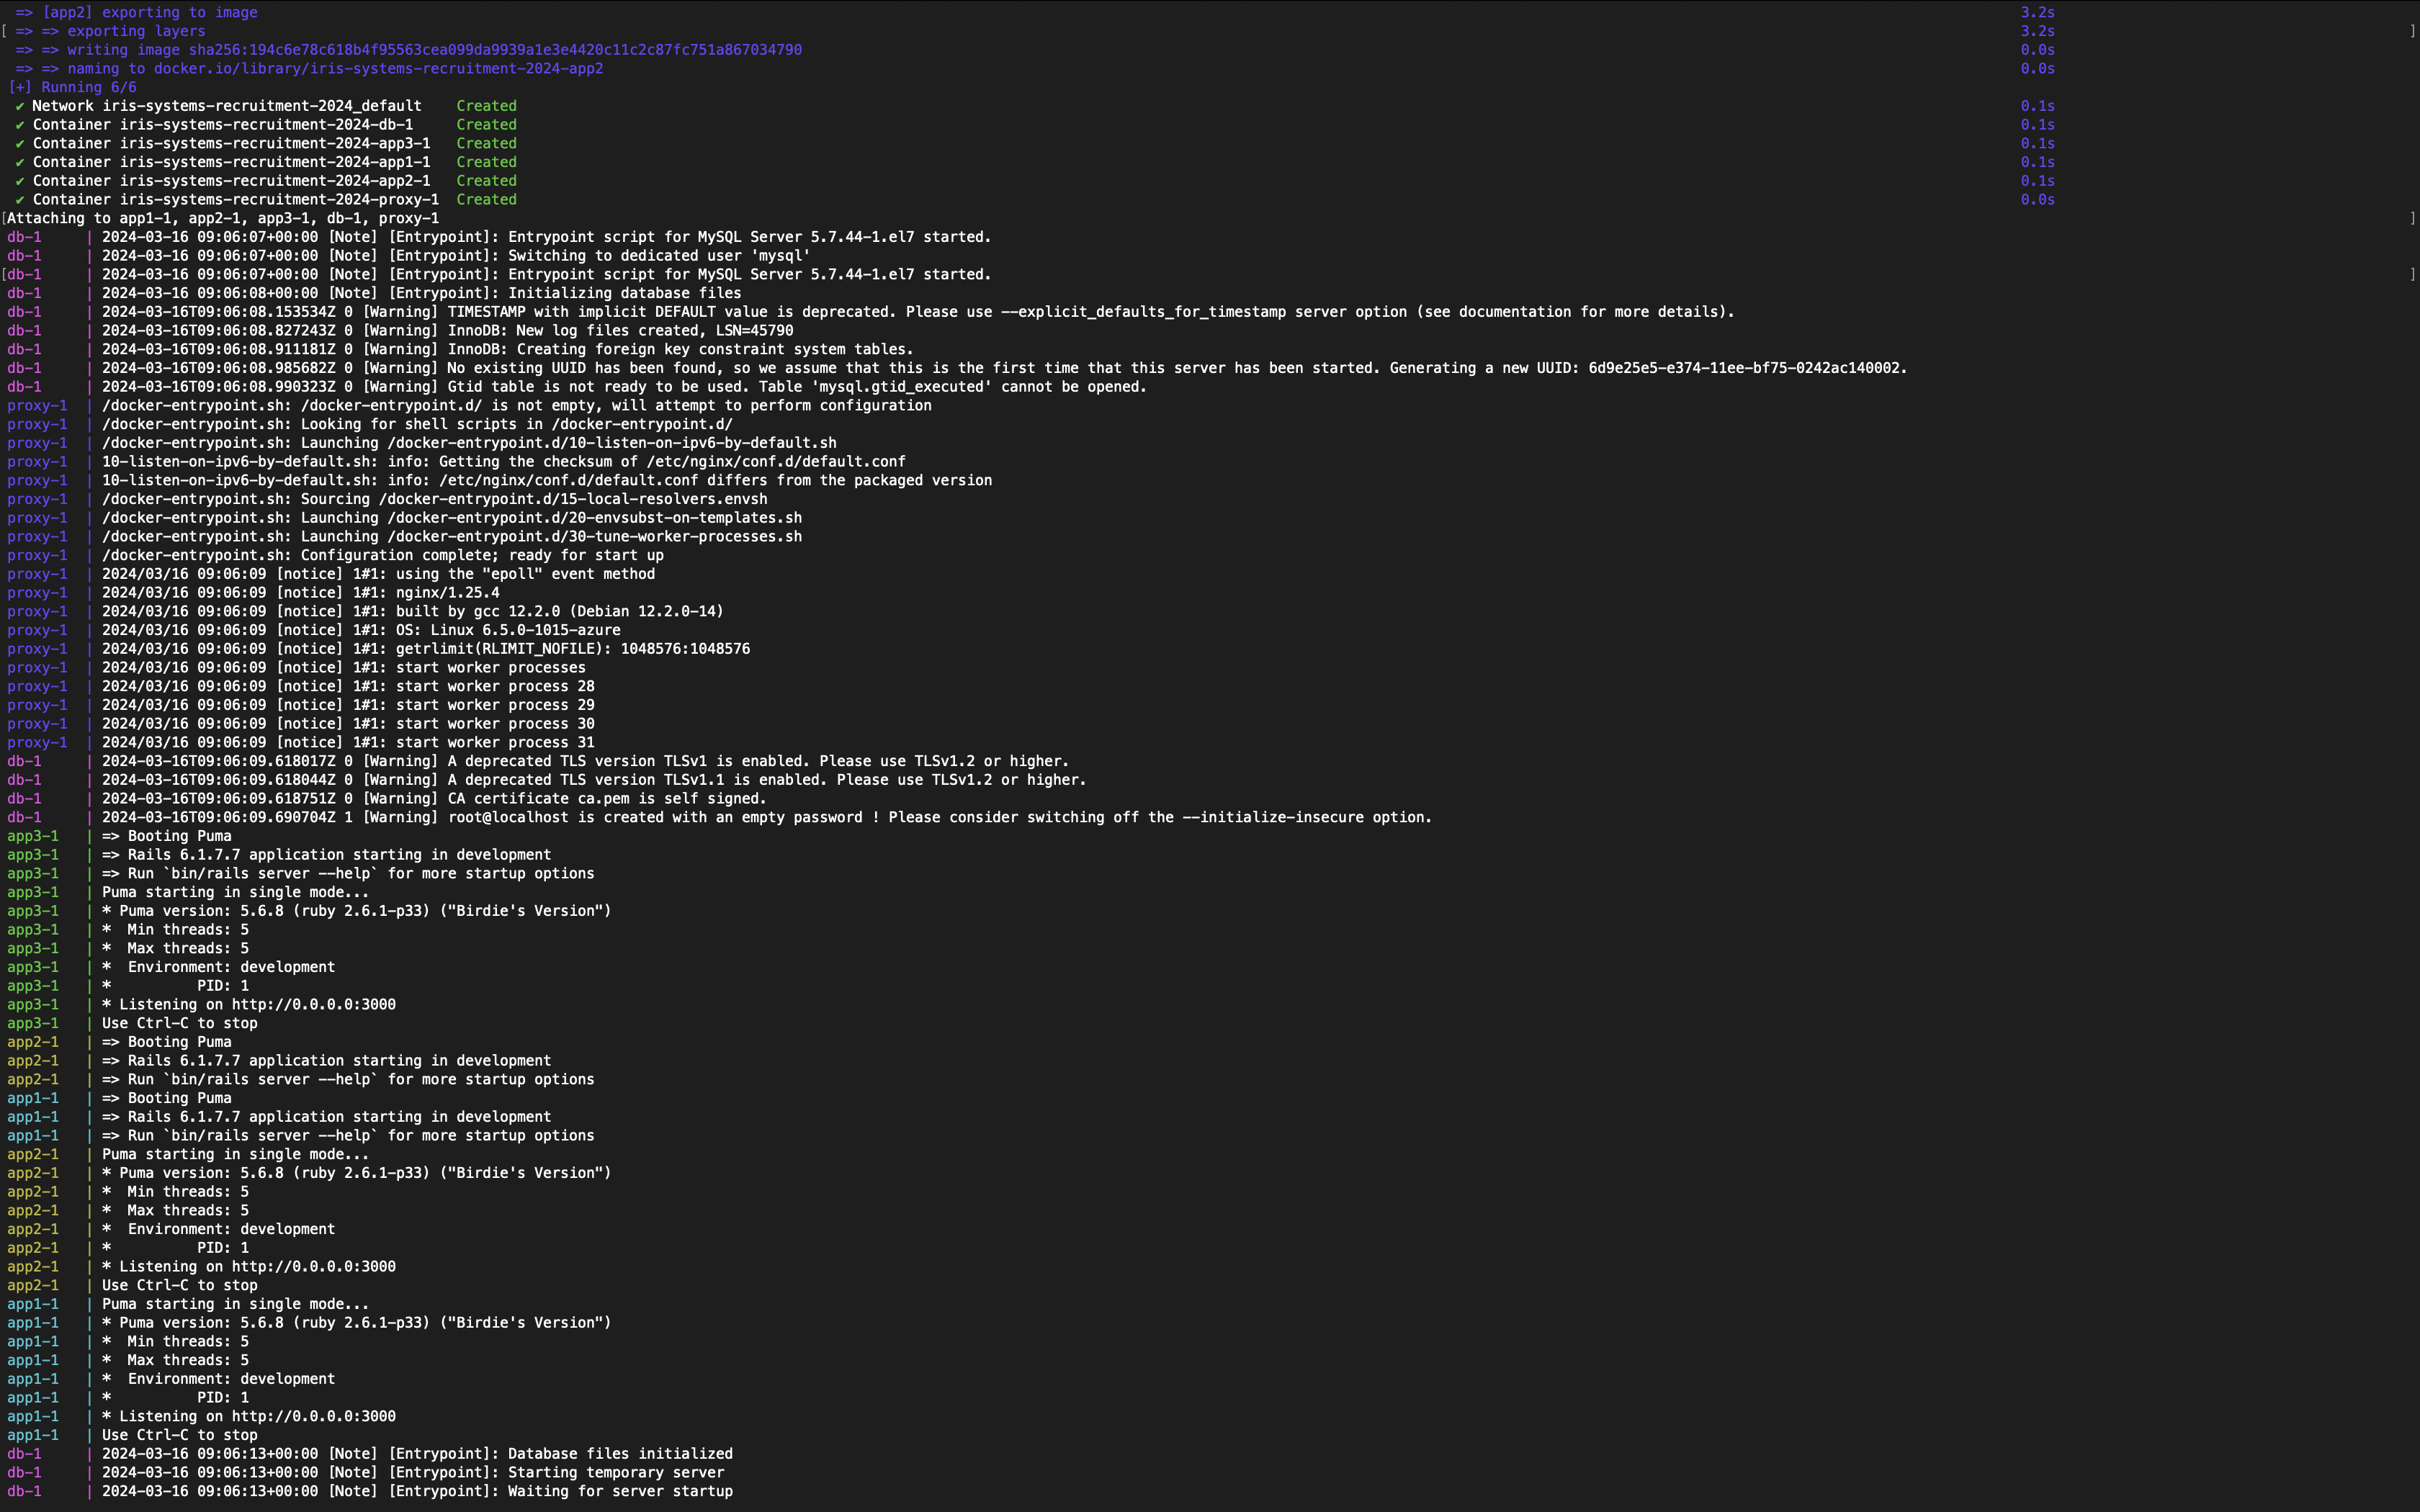 => [app2] exporting to image 3.2s
[ => => exporting layers 3.2s ]
=> => writing image sha256:194c6e78c618b4f95563cea099da9939a1e3e4420c11c2c87fc751a867034790 0.0s
=> => naming to docker.io/library/iris-systems-recruitment-2024-app2 0.0s
[+] Running 6/6
✔ Network iris-systems-recruitment-2024_default Created 0.1s
✔ Container iris-systems-recruitment-2024-db-1 Created 0.1s
✔ Container iris-systems-recruitment-2024-app3-1 Created 0.1s
✔ Container iris-systems-recruitment-2024-app1-1 Created 0.1s
✔ Container iris-systems-recruitment-2024-app2-1 Created 0.1s
✔ Container iris-systems-recruitment-2024-proxy-1 Created 0.0s
[Attaching to app1-1, app2-1, app3-1, db-1, proxy-1 ]
db-1 | 2024-03-16 09:06:07+00:00 [Note] [Entrypoint]: Entrypoint script for MySQL Server 5.7.44-1.el7 started.
db-1 | 2024-03-16 09:06:07+00:00 [Note] [Entrypoint]: Switching to dedicated user 'mysql'
[db-1 | 2024-03-16 09:06:07+00:00 [Note] [Entrypoint]: Entrypoint script for MySQL Server 5.7.44-1.el7 started. ]
db-1 | 2024-03-16 09:06:08+00:00 [Note] [Entrypoint]: Initializing database files
db-1 | 2024-03-16T09:06:08.153534Z 0 [Warning] TIMESTAMP with implicit DEFAULT value is deprecated. Please use --explicit_defaults_for_timestamp server option (see documentation for more details).
db-1 | 2024-03-16T09:06:08.827243Z 0 [Warning] InnoDB: New log files created, LSN=45790
db-1 | 2024-03-16T09:06:08.911181Z 0 [Warning] InnoDB: Creating foreign key constraint system tables.
db-1 | 2024-03-16T09:06:08.985682Z 0 [Warning] No existing UUID has been found, so we assume that this is the first time that this server has been started. Generating a new UUID: 6d9e25e5-e374-11ee-bf75-0242ac140002.
db-1 | 2024-03-16T09:06:08.990323Z 0 [Warning] Gtid table is not ready to be used. Table 'mysql.gtid_executed' cannot be opened.
proxy-1 | /docker-entrypoint.sh: /docker-entrypoint.d/ is not empty, will attempt to perform configuration
proxy-1 | /docker-entrypoint.sh: Looking for shell scripts in /docker-entrypoint.d/
proxy-1 | /docker-entrypoint.sh: Launching /docker-entrypoint.d/10-listen-on-ipv6-by-default.sh
proxy-1 | 10-listen-on-ipv6-by-default.sh: info: Getting the checksum of /etc/nginx/conf.d/default.conf
proxy-1 | 10-listen-on-ipv6-by-default.sh: info: /etc/nginx/conf.d/default.conf differs from the packaged version
proxy-1 | /docker-entrypoint.sh: Sourcing /docker-entrypoint.d/15-local-resolvers.envsh
proxy-1 | /docker-entrypoint.sh: Launching /docker-entrypoint.d/20-envsubst-on-templates.sh
proxy-1 | /docker-entrypoint.sh: Launching /docker-entrypoint.d/30-tune-worker-processes.sh
proxy-1 | /docker-entrypoint.sh: Configuration complete; ready for start up
proxy-1 | 2024/03/16 09:06:09 [notice] 1#1: using the "epoll" event method
proxy-1 | 2024/03/16 09:06:09 [notice] 1#1: nginx/1.25.4
proxy-1 | 2024/03/16 09:06:09 [notice] 1#1: built by gcc 12.2.0 (Debian 12.2.0-14)
proxy-1 | 2024/03/16 09:06:09 [notice] 1#1: OS: Linux 6.5.0-1015-azure
proxy-1 | 2024/03/16 09:06:09 [notice] 1#1: getrlimit(RLIMIT_NOFILE): 1048576:1048576
proxy-1 | 2024/03/16 09:06:09 [notice] 1#1: start worker processes
proxy-1 | 2024/03/16 09:06:09 [notice] 1#1: start worker process 28
proxy-1 | 2024/03/16 09:06:09 [notice] 1#1: start worker process 29
proxy-1 | 2024/03/16 09:06:09 [notice] 1#1: start worker process 30
proxy-1 | 2024/03/16 09:06:09 [notice] 1#1: start worker process 31
db-1 | 2024-03-16T09:06:09.618017Z 0 [Warning] A deprecated TLS version TLSv1 is enabled. Please use TLSv1.2 or higher.
db-1 | 2024-03-16T09:06:09.618044Z 0 [Warning] A deprecated TLS version TLSv1.1 is enabled. Please use TLSv1.2 or higher.
db-1 | 2024-03-16T09:06:09.618751Z 0 [Warning] CA certificate ca.pem is self signed.
db-1 | 2024-03-16T09:06:09.690704Z 1 [Warning] root@localhost is created with an empty password ! Please consider switching off the --initialize-insecure option.
app3-1 | => Booting Puma
app3-1 | => Rails 6.1.7.7 application starting in development
app3-1 | => Run `bin/rails server --help` for more startup options
app3-1 | Puma starting in single mode...
app3-1 | * Puma version: 5.6.8 (ruby 2.6.1-p33) ("Birdie's Version")
app3-1 | * Min threads: 5
app3-1 | * Max threads: 5
app3-1 | * Environment: development
app3-1 | * PID: 1
app3-1 | * Listening on http://0.0.0.0:3000
app3-1 | Use Ctrl-C to stop
app2-1 | => Booting Puma
app2-1 | => Rails 6.1.7.7 application starting in development
app2-1 | => Run `bin/rails server --help` for more startup options
app1-1 | => Booting Puma
app1-1 | => Rails 6.1.7.7 application starting in development
app1-1 | => Run `bin/rails server --help` for more startup options
app2-1 | Puma starting in single mode...
app2-1 | * Puma version: 5.6.8 (ruby 2.6.1-p33) ("Birdie's Version")
app2-1 | * Min threads: 5
app2-1 | * Max threads: 5
app2-1 | * Environment: development
app2-1 | * PID: 1
app2-1 | * Listening on http://0.0.0.0:3000
app2-1 | Use Ctrl-C to stop
app1-1 | Puma starting in single mode...
app1-1 | * Puma version: 5.6.8 (ruby 2.6.1-p33) ("Birdie's Version")
app1-1 | * Min threads: 5
app1-1 | * Max threads: 5
app1-1 | * Environment: development
app1-1 | * PID: 1
app1-1 | * Listening on http://0.0.0.0:3000
app1-1 | Use Ctrl-C to stop
db-1 | 2024-03-16 09:06:13+00:00 [Note] [Entrypoint]: Database files initialized
db-1 | 2024-03-16 09:06:13+00:00 [Note] [Entrypoint]: Starting temporary server
db-1 | 2024-03-16 09:06:13+00:00 [Note] [Entrypoint]: Waiting for server startup